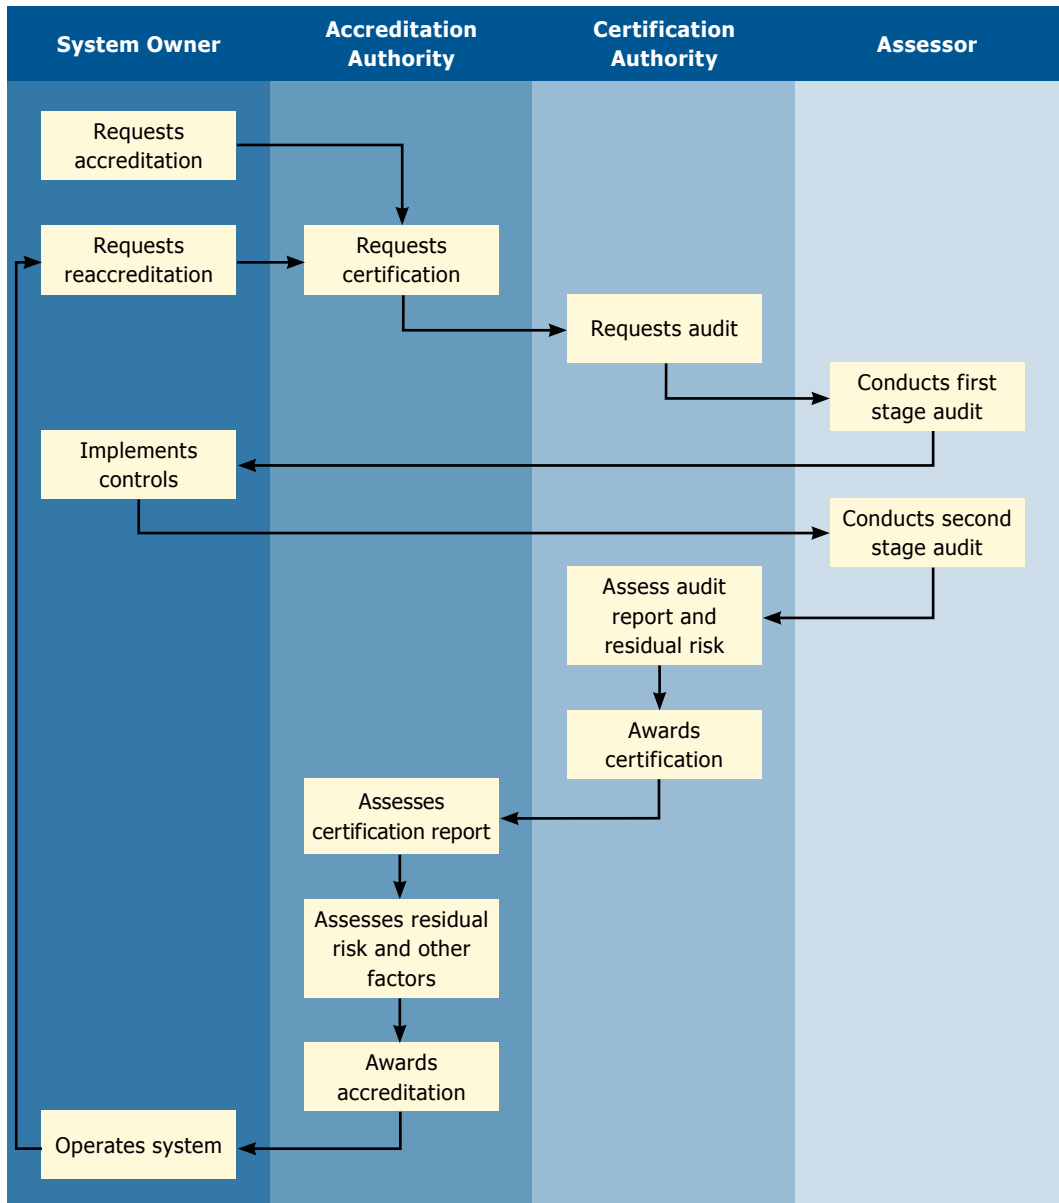 System Owner
Accreditation
Authority
Certification
Authority
Assessor
Requests
accreditation
Requests
reaccreditation
Requests
certification
Requests audit
Conducts first
stage audit
Implements
controls
Conducts second
stage audit
Assess audit
report and
residual risk
Awards
certification
Assesses
certification report
Assesses residual
risk and other
factors
Awards
accreditation
Operates system